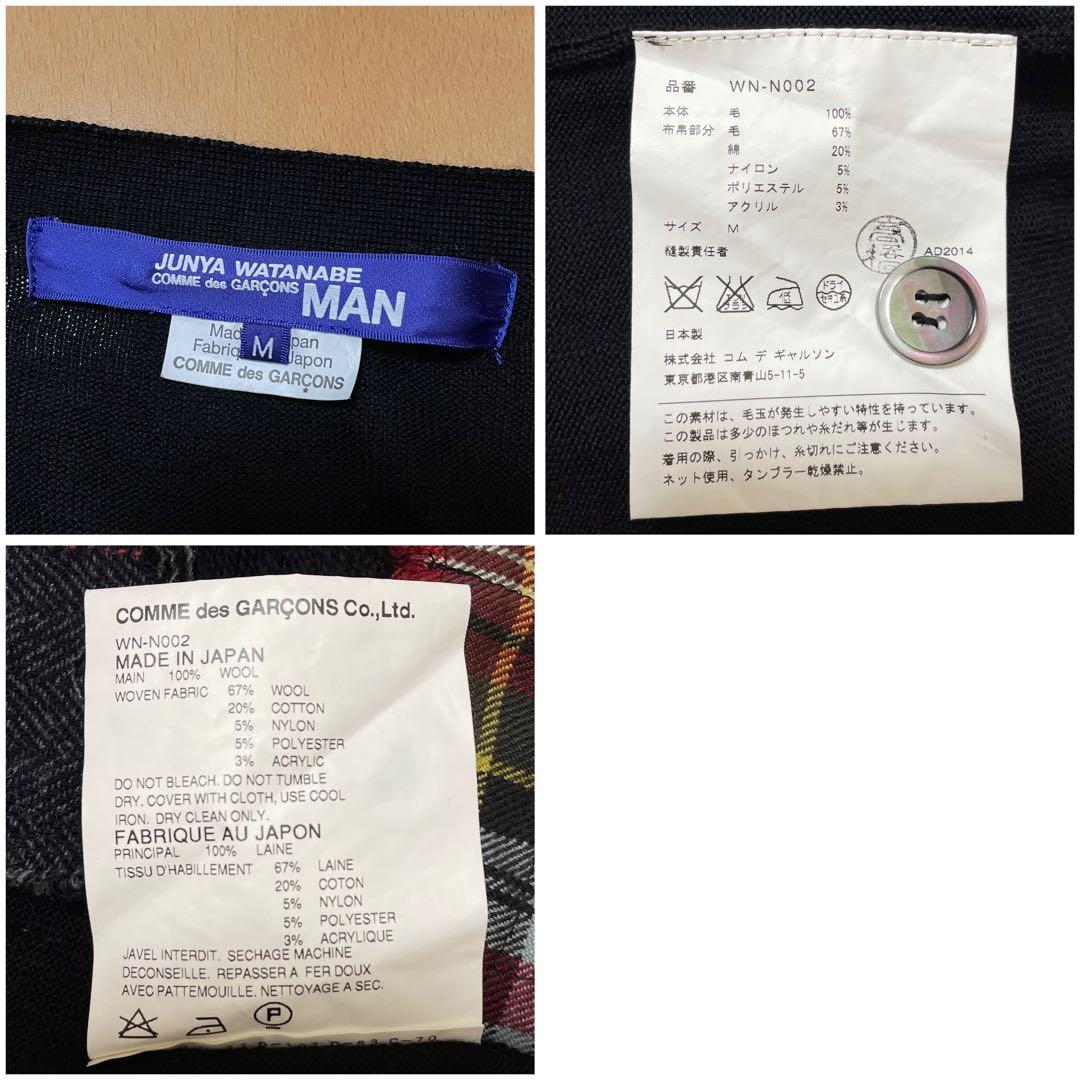 JUNYA WATANABE
COMME des GARÇONS MAN
M
Japon
COMME des GARÇONS
品番 WN-N002
本体 毛 100%
布帛部分 毛 67%
綿 20%
ナイロン 5%
ポリエステル 5%
アクリル 3%
サイズ M
縫製責任者
AD2014
低
ドライ
セキユ系
日本製
株式会社 コム デ ギャルソン
東京都港区南青山5-11-5
この素材は、毛玉が発生しやすい特性を持っています。
この製品は多少のほつれや糸だれ等が生じます。
着用の際、引っかけ、糸切れにご注意ください。
ネット使用、タンブラー乾燥禁止。
COMME des GARÇONS Co.,Ltd.
WN-N002
MADE IN JAPAN
MAIN 100% WOOL
WOVEN FABRIC 67% WOOL
20% COTTON
5% NYLON
5% POLYESTER
3% ACRYLIC
DO NOT BLEACH. DO NOT TUMBLE
DRY. COVER WITH CLOTH, USE COOL
IRON. DRY CLEAN ONLY.
FABRIQUE AU JAPON
PRINCIPAL 100% LAINE
TISSU D'HABILLEMENT 67% LAINE
20% COTON
5% NYLON
5% POLYESTER
3% ACRYLIQUE
JAVEL INTERDIT. SECHAGE MACHINE
DECONSEILLE. REPASSER A FER DOUX
AVEC PATTEMOUILLE. NETTOYAGE A SEC.
P